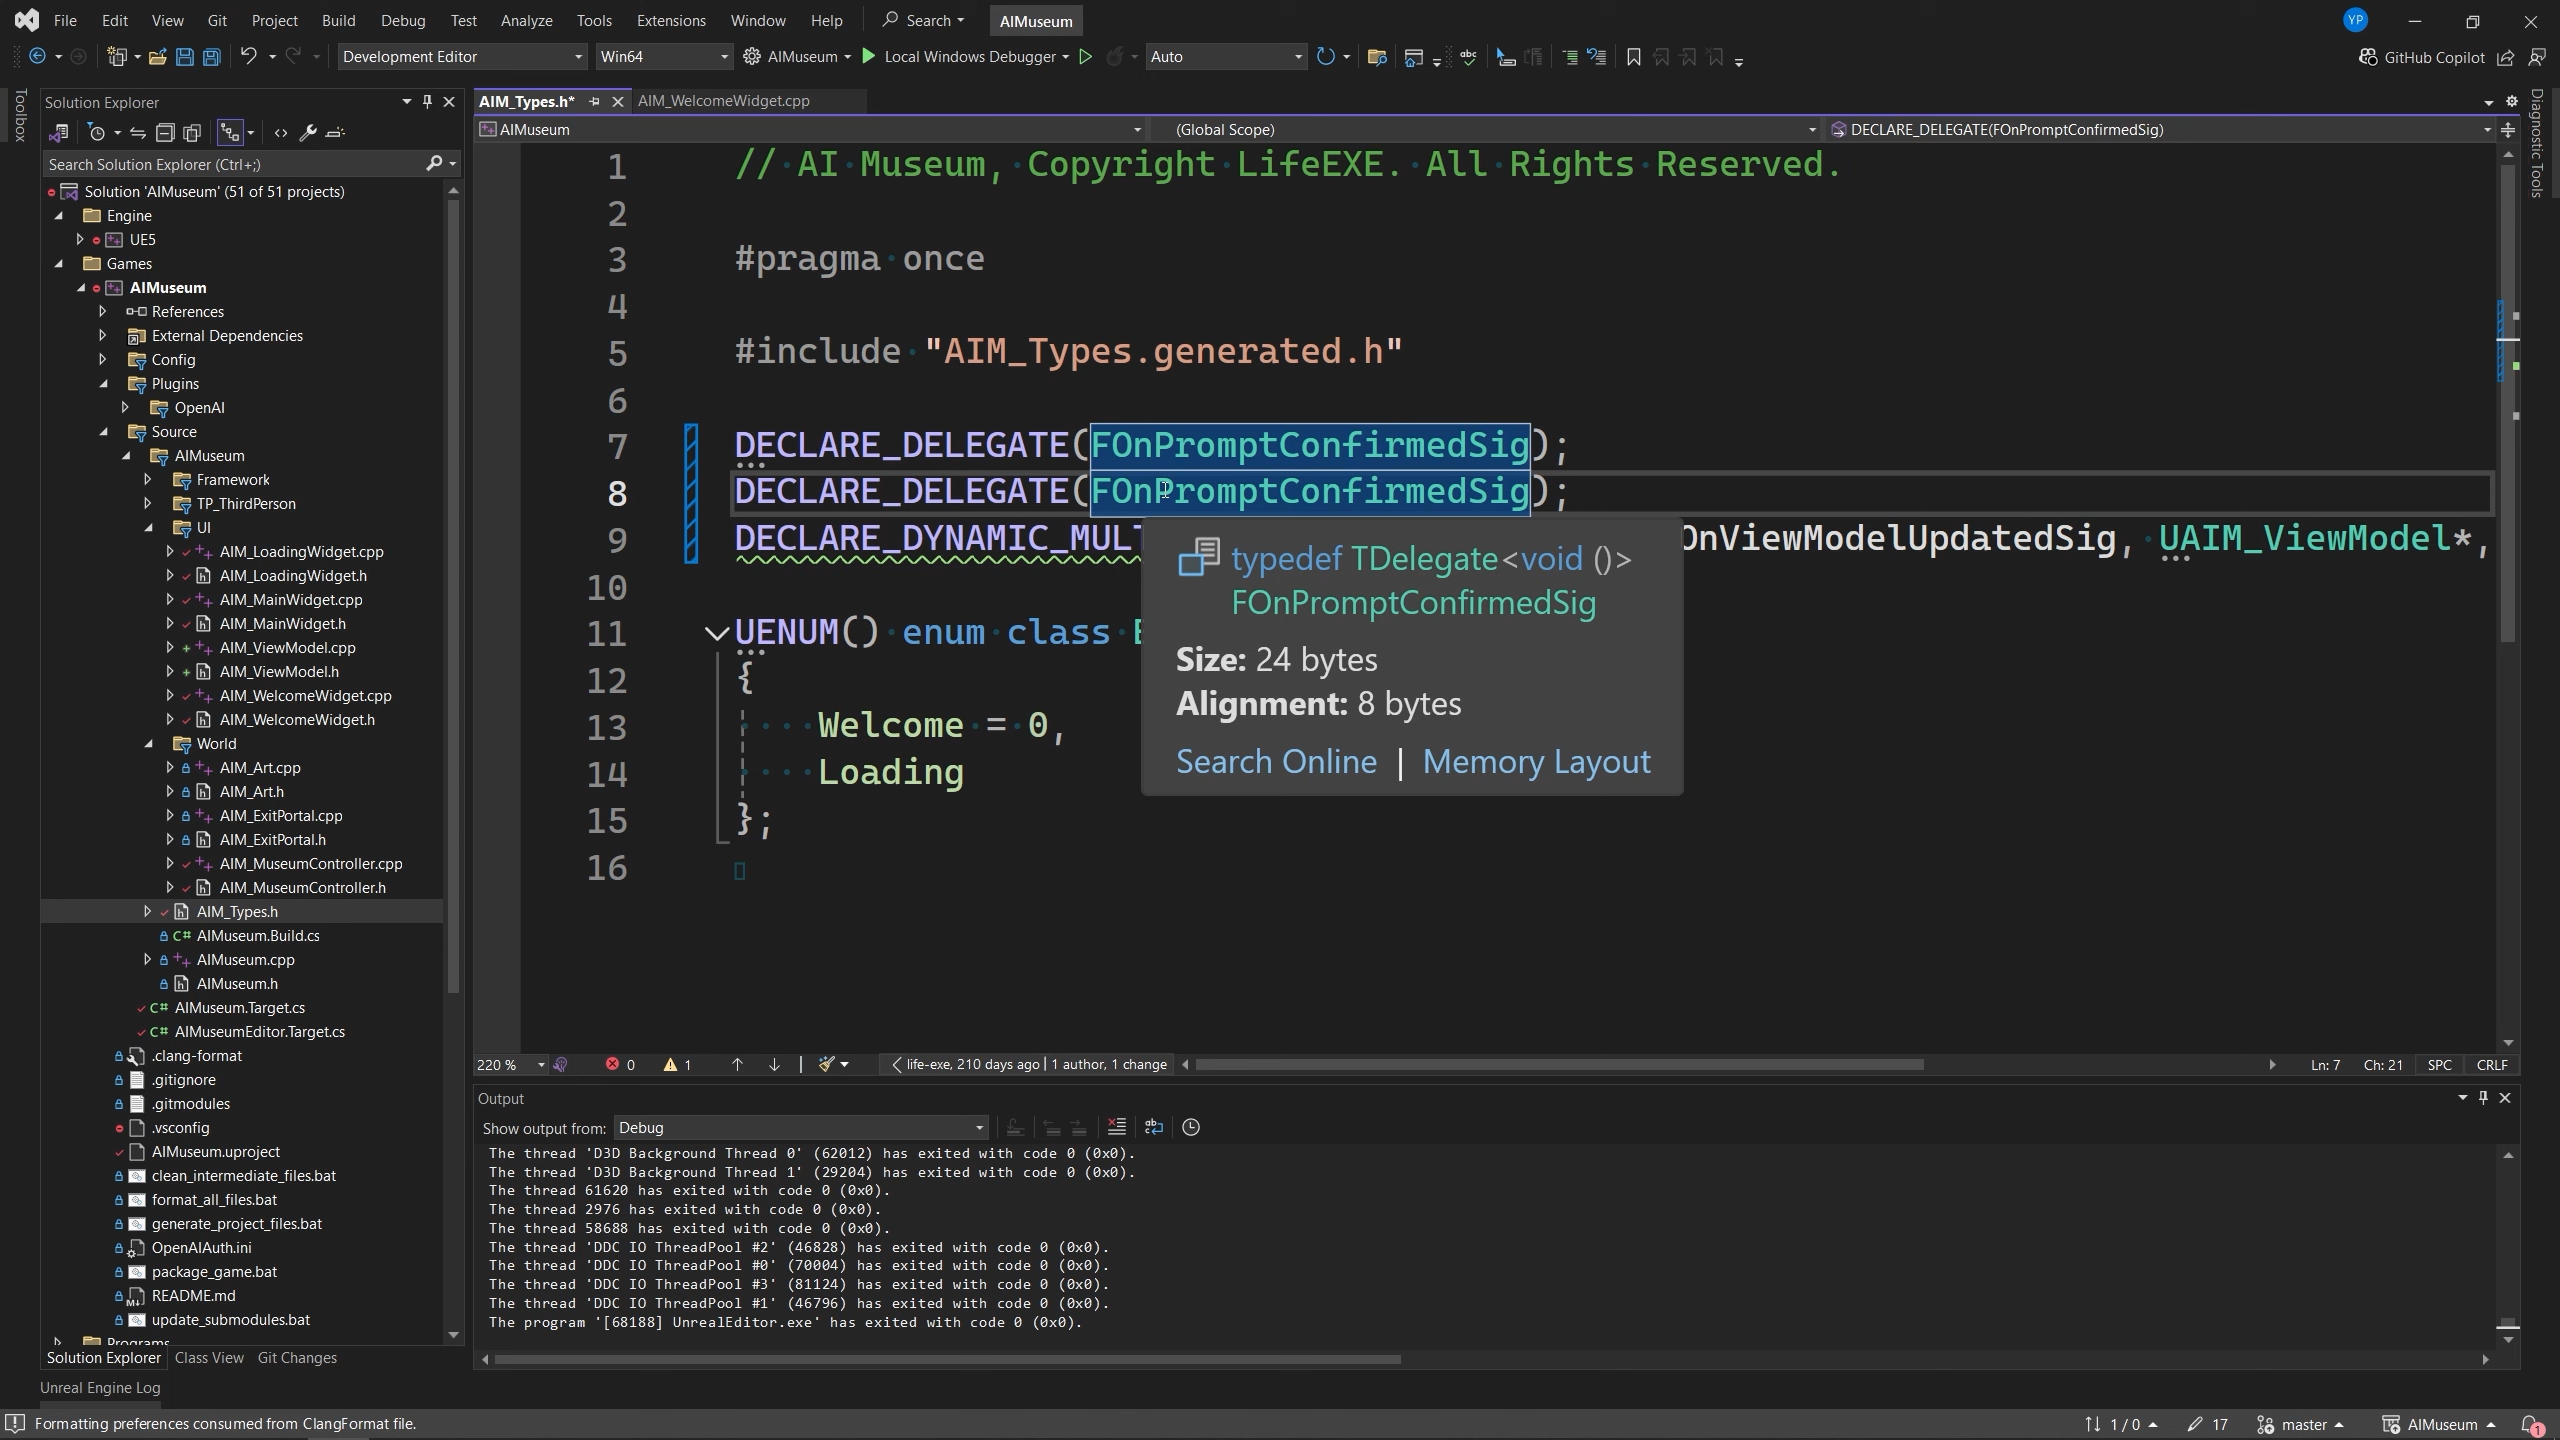 File Edit View Git Project Build Debug Test Analyze Tools Extensions Window Help Search AIMuseum YP
Development Editor Win64 AIMuseum Local Windows Debugger Auto GitHub Copilot
Toolbox
Solution Explorer
Search Solution Explorer (Ctrl+;)
Solution 'AIMuseum' (51 of 51 projects)
Engine
UE5
Games
AIMuseum
References
External Dependencies
Config
Plugins
OpenAI
Source
AIMuseum
Framework
TP_ThirdPerson
UI
AIM_LoadingWidget.cpp
AIM_LoadingWidget.h
AIM_MainWidget.cpp
AIM_MainWidget.h
AIM_ViewModel.cpp
AIM_ViewModel.h
AIM_WelcomeWidget.cpp
AIM_WelcomeWidget.h
World
AIM_Art.cpp
AIM_Art.h
AIM_ExitPortal.cpp
AIM_ExitPortal.h
AIM_MuseumController.cpp
AIM_MuseumController.h
AIM_Types.h
AIMuseum.Build.cs
AIMuseum.cpp
AIMuseum.h
AIMuseum.Target.cs
AIMuseumEditor.Target.cs
.clang-format
.gitignore
.gitmodules
.vsconfig
AIMuseum.uproject
clean_intermediate_files.bat
format_all_files.bat
generate_project_files.bat
OpenAIAuth.ini
package_game.bat
README.md
update_submodules.bat
Programs
Solution Explorer Class View Git Changes
Unreal Engine Log
AIM_Types.h* AIM_WelcomeWidget.cpp
AIMuseum (Global Scope) DECLARE_DELEGATE(FOnPromptConfirmedSig)
Diagnostic Tools
1 // AI Museum, Copyright LifeEXE. All Rights Reserved.
2
3 #pragma once
4
5 #include "AIM_Types.generated.h"
6
7 DECLARE_DELEGATE(FOnPromptConfirmedSig);
8 DECLARE_DELEGATE(FOnPromptConfirmedSig);
9 DECLARE_DYNAMIC_MULT OnViewModelUpdatedSig, UAIM_ViewModel*,
10
11 UENUM() enum class E
12 {
13 Welcome = 0,
14 Loading
15 };
16
typedef TDelegate<void ()>
FOnPromptConfirmedSig
Size: 24 bytes
Alignment: 8 bytes
Search Online | Memory Layout
220 % 0 1 life-exe, 210 days ago | 1 author, 1 change Ln: 7 Ch: 21 SPC CRLF
Output
Show output from: Debug
The thread 'D3D Background Thread 0' (62012) has exited with code 0 (0x0).
The thread 'D3D Background Thread 1' (29204) has exited with code 0 (0x0).
The thread 61620 has exited with code 0 (0x0).
The thread 2976 has exited with code 0 (0x0).
The thread 58688 has exited with code 0 (0x0).
The thread 'DDC IO ThreadPool #2' (46828) has exited with code 0 (0x0).
The thread 'DDC IO ThreadPool #0' (70004) has exited with code 0 (0x0).
The thread 'DDC IO ThreadPool #3' (81124) has exited with code 0 (0x0).
The thread 'DDC IO ThreadPool #1' (46796) has exited with code 0 (0x0).
The program '[68188] UnrealEditor.exe' has exited with code 0 (0x0).
Formatting preferences consumed from ClangFormat file. 1 / 0 17 master AIMuseum 1